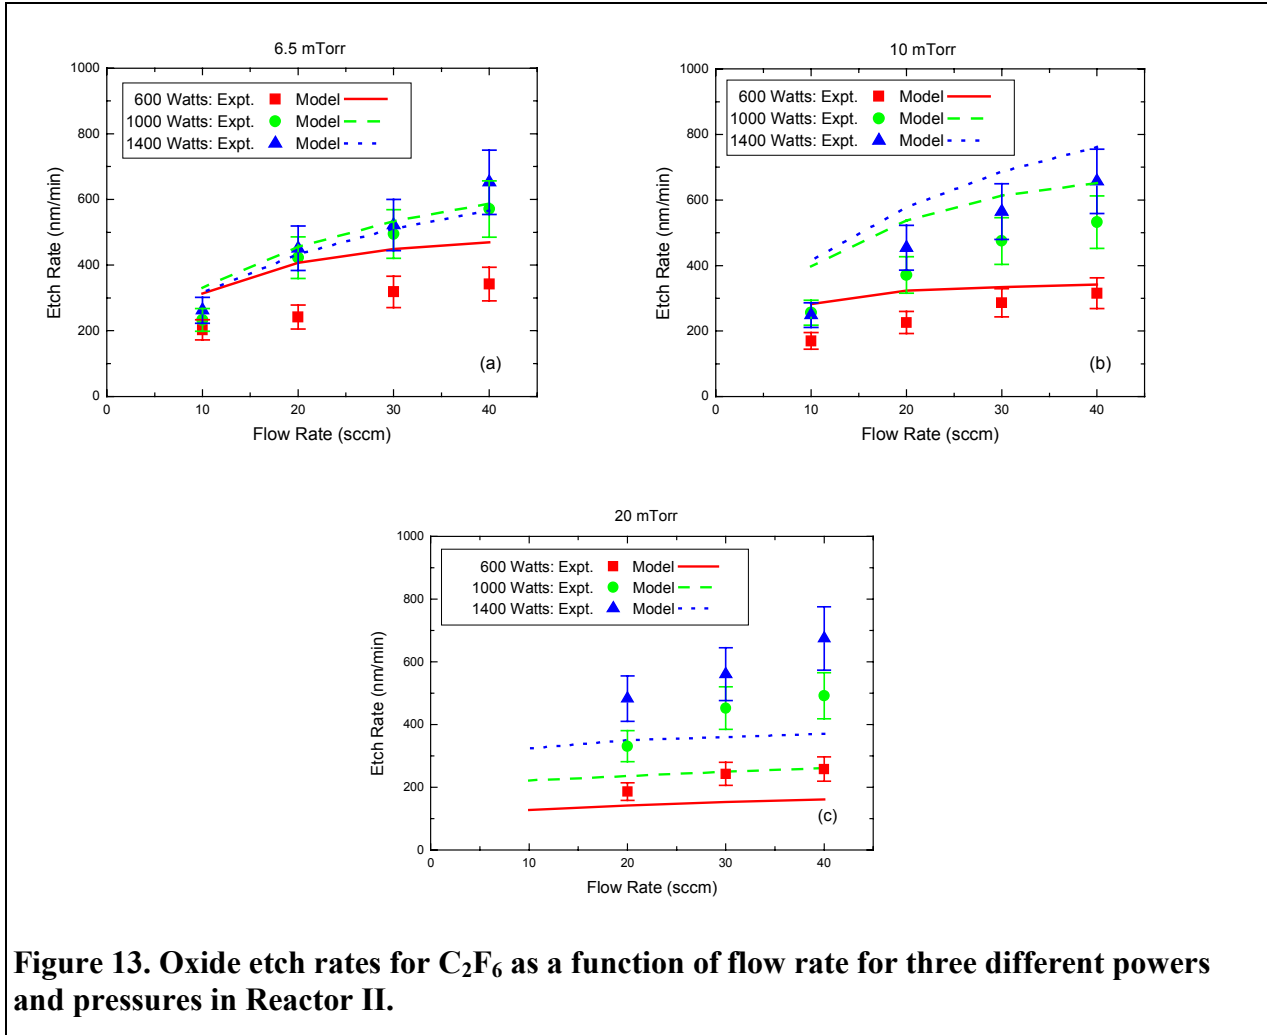 6.5 mTorr
1000
800
600
400
200
0
Etch Rate (nm/min)
600 Watts: Expt. Model
1000 Watts: Expt. Model
1400 Watts: Expt. Model
(a)
0 10 20 30 40
Flow Rate (sccm)
10 mTorr
1000
800
600
400
200
0
Etch Rate (nm/min)
600 Watts: Expt. Model
1000 Watts: Expt. Model
1400 Watts: Expt. Model
(b)
0 10 20 30 40
Flow Rate (sccm)
20 mTorr
1000
800
600
400
200
0
Etch Rate (nm/min)
600 Watts: Expt. Model
1000 Watts: Expt. Model
1400 Watts: Expt. Model
(c)
0 10 20 30 40
Flow Rate (sccm)
Figure 13. Oxide etch rates for C₂F₆ as a function of flow rate for three different powers
and pressures in Reactor II.